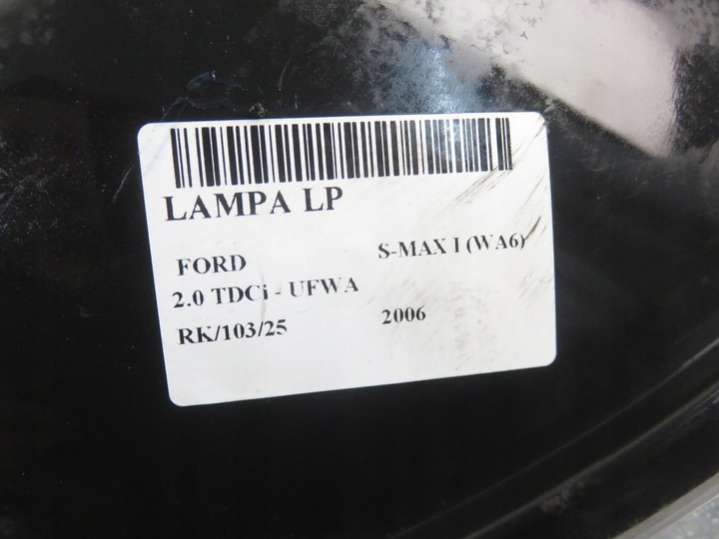 LAMPA LP
FORD S-MAX I (WA6)
2.0 TDCi - UFWA
RK/103/25 2006